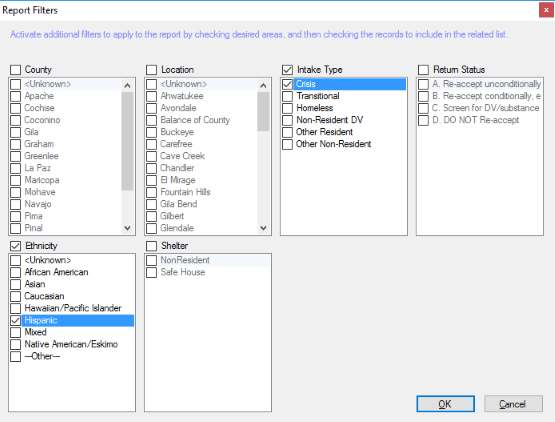 Report Filters
x
Activate additional filters to apply to the report by checking desired areas, and then checking the records to include in the related list.
County
<Unknown>
Apache
Cochise
Coconino
Gila
Graham
Greenlee
La Paz
Maricopa
Mohave
Navajo
Pima
Pinal
Location
<Unknown>
Ahwatukee
Avondale
Balance of County
Buckeye
Carefree
Cave Creek
Chandler
El Mirage
Fountain Hills
Gila Bend
Gilbert
Glendale
Intake Type
Crisis
Transitional
Homeless
Non-Resident DV
Other Resident
Other Non-Resident
Return Status
A. Re-accept unconditionally
B. Re-accept conditionally, e
C. Screen for DV/substance
D. DO NOT Re-accept
Ethnicity
<Unknown>
African American
Asian
Caucasian
Hawaiian/Pacific Islander
Hispanic
Mixed
Native American/Eskimo
---Other---
Shelter
NonResident
Safe House
OK
Cancel